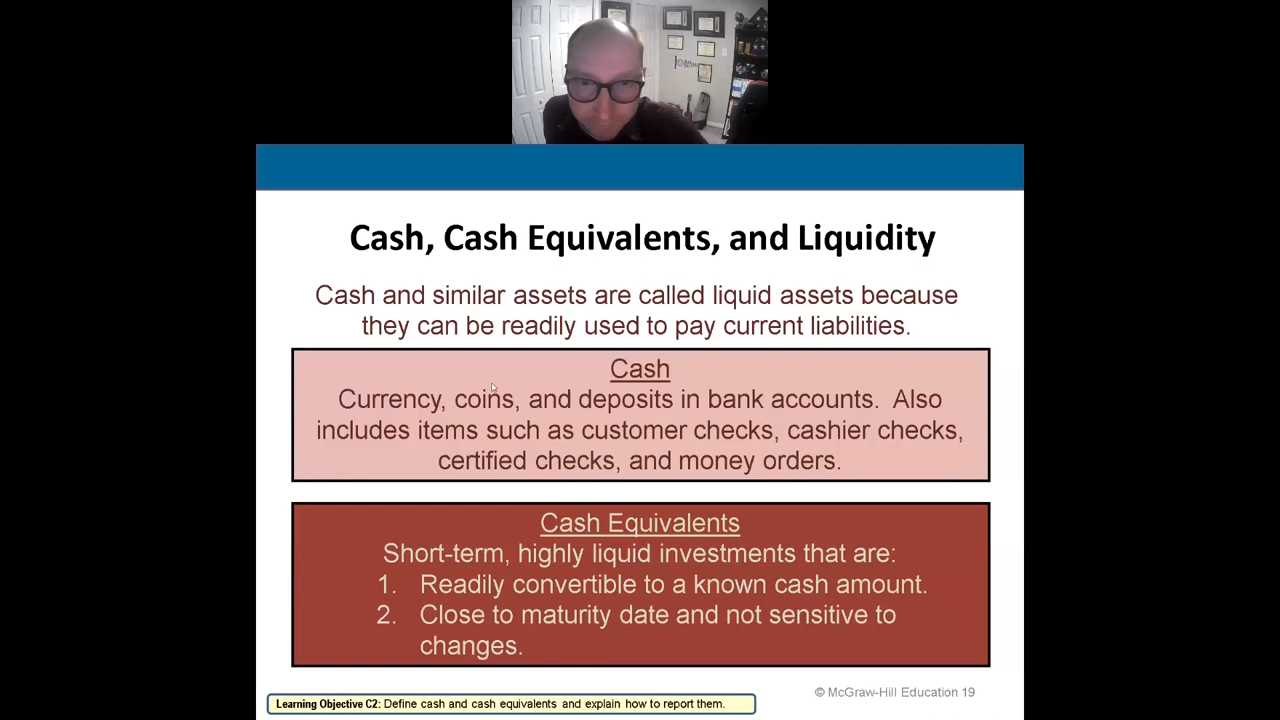 Cash, Cash Equivalents, and Liquidity
Cash and similar assets are called liquid assets because
they can be readily used to pay current liabilities.
Cash
Currency, coins, and deposits in bank accounts.  Also
includes items such as customer checks, cashier checks,
certified checks, and money orders.
Cash Equivalents
Short-term, highly liquid investments that are:
1. Readily convertible to a known cash amount.
2. Close to maturity date and not sensitive to
changes.
© McGraw-Hill Education 19
Learning Objective C2: Define cash and cash equivalents and explain how to report them.